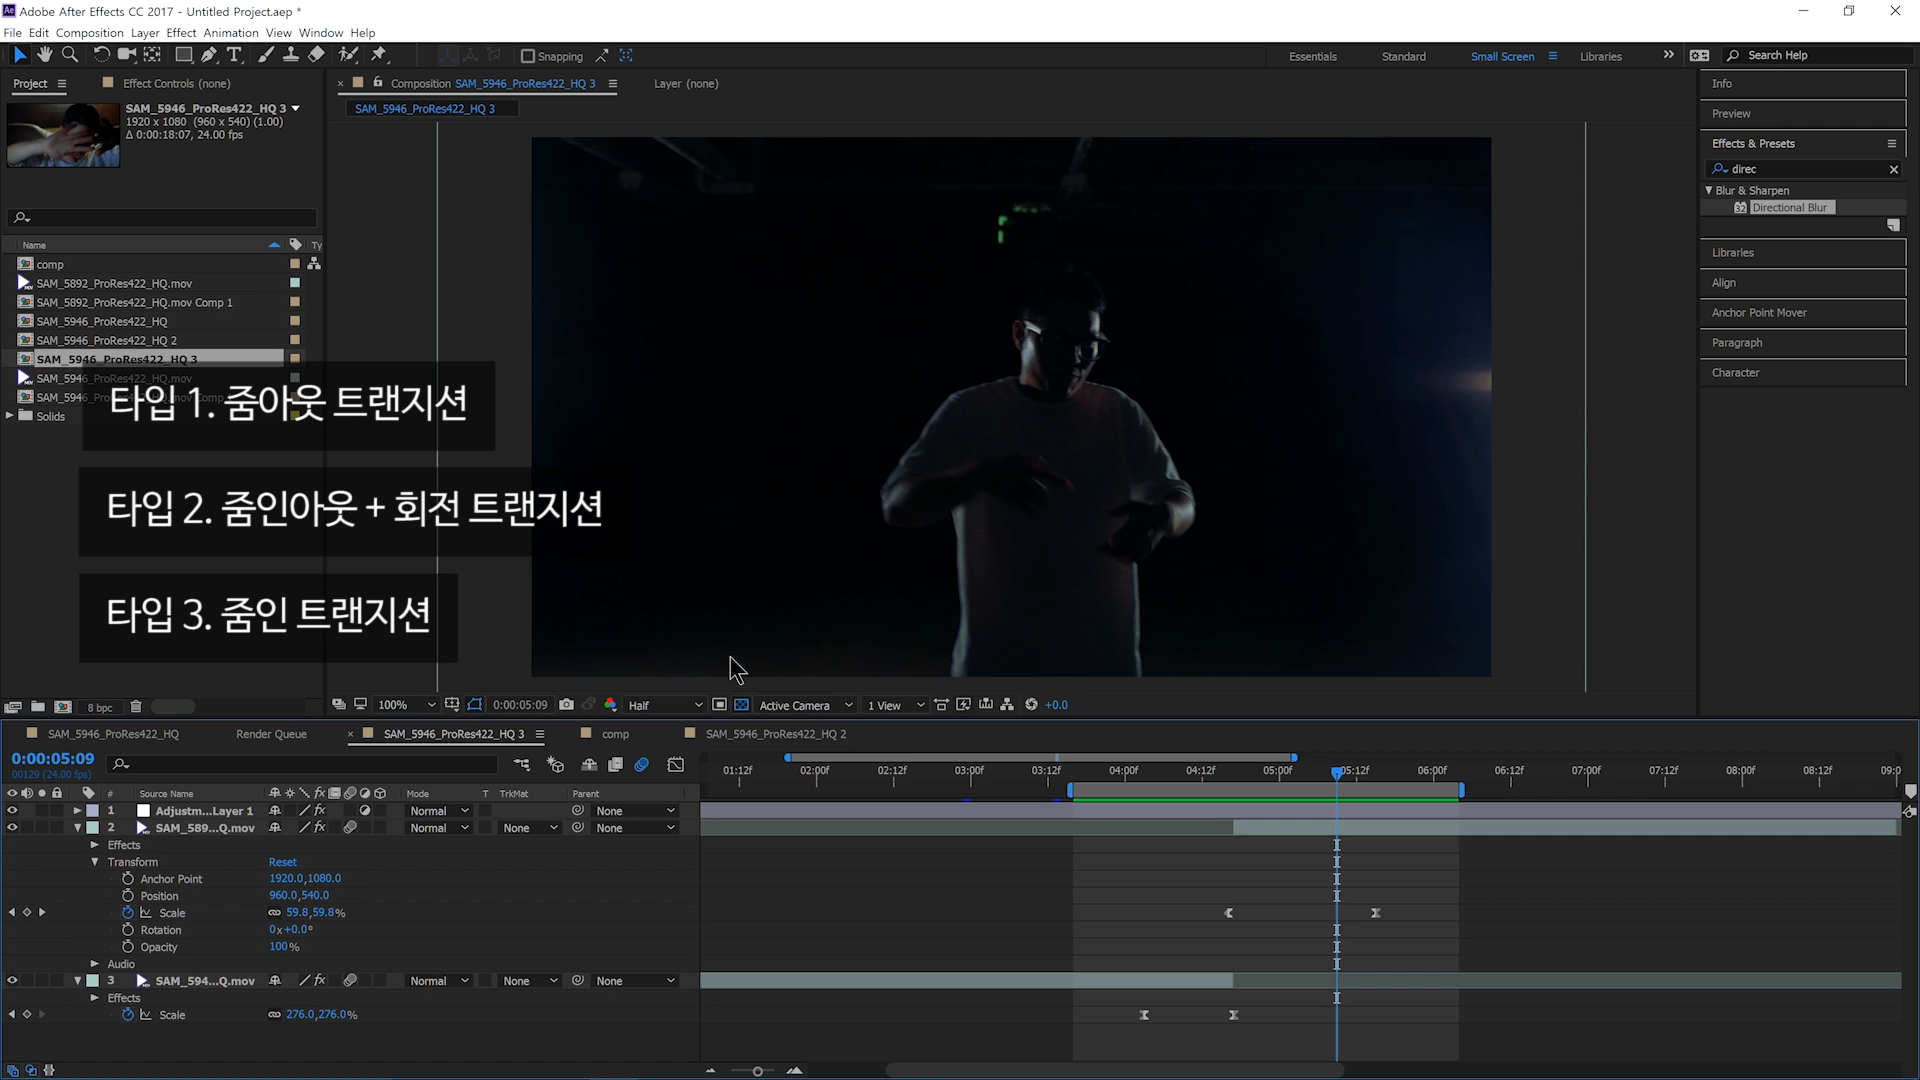 Adobe After Effects CC 2017 - Untitled Project.aep *
File Edit Composition Layer Effect Animation View Window Help
Snapping
Essentials Standard Small Screen Libraries Search Help
Project Effect Controls (none)
Composition SAM_5946_ProRes422_HQ 3
Layer (none)
SAM_5946_ProRes422_HQ 3
SAM_5946_ProRes422_HQ 3
1920 x 1080 (960 x 540) (1.00)
Δ 0:00:18:07, 24.00 fps
Name Ty
comp
SAM_5892_ProRes422_HQ.mov
SAM_5892_ProRes422_HQ.mov Comp 1
SAM_5946_ProRes422_HQ
SAM_5946_ProRes422_HQ 2
SAM_5946_ProRes422_HQ 3
SAM_5946_ProRes422_HQ.mov
SAM_5946_ProRes422_HQ.mov Comp
Solids
타입 1. 줌아웃 트랜지션
타입 2. 줌인아웃 + 회전 트랜지션
타입 3. 줌인 트랜지션
Info
Preview
Effects & Presets
direc
Blur & Sharpen
32 Directional Blur
Libraries
Align
Anchor Point Mover
Paragraph
Character
8 bpc
100% 0:00:05:09 Half Active Camera 1 View +0.0
SAM_5946_ProRes422_HQ Render Queue SAM_5946_ProRes422_HQ 3 comp SAM_5946_ProRes422_HQ 2
0:00:05:09
00129 (24.00 fps)
01:12f 02:00f 02:12f 03:00f 03:12f 04:00f 04:12f 05:00f 05:12f 06:00f 06:12f 07:00f 07:12f 08:00f 08:12f 09:0
# Source Name fx Mode T TrkMat Parent
1 Adjustm...Layer 1 fx Normal None
2 SAM_589...Q.mov fx Normal None None
Effects
Transform Reset
Anchor Point 1920.0,1080.0
Position 960.0,540.0
Scale 59.8,59.8%
Rotation 0x+0.0°
Opacity 100%
Audio
3 SAM_594...Q.mov fx Normal None None
Effects
Scale 276.0,276.0%